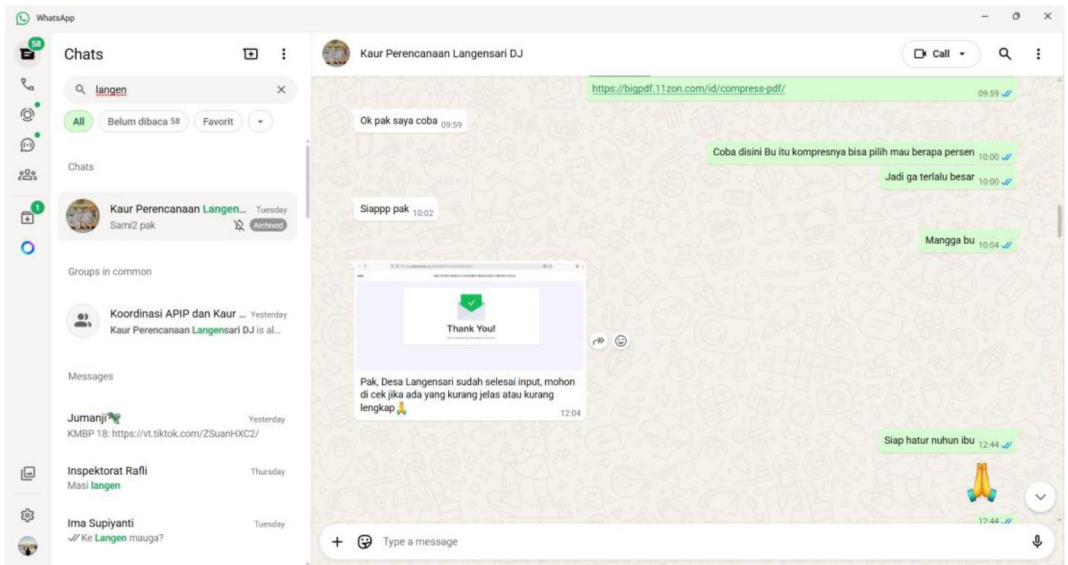 WhatsApp
58
Chats
langen
All
Belum dibaca 58
Favorit
Chats
Kaur Perencanaan Langen... Tuesday
Sami2 pak Archived
1
Groups in common
Koordinasi APIP dan Kaur ... Yesterday
Kaur Perencanaan Langensari DJ is al...
Messages
Jumanji🦖 Yesterday
KMBP 18: https://vt.tiktok.com/ZSuanHXC2/
Inspektorat Rafli Thursday
Masi langen
Ima Supiyanti Tuesday
Ke Langen mauga?
Kaur Perencanaan Langensari DJ
Call
https://bigpdf.11zon.com/id/compress-pdf/
09:59
Ok pak saya coba 09:59
Coba disini Bu itu kompresnya bisa pilih mau berapa persen 10:00
Jadi ga terlalu besar 10:00
Siappp pak 10:02
Mangga bu 10:04
Thank You!
Pak, Desa Langensari sudah selesai input, mohon
di cek jika ada yang kurang jelas atau kurang
lengkap🙏
12:04
Siap hatur nuhun ibu 12:44
🙏
12:44
Type a message